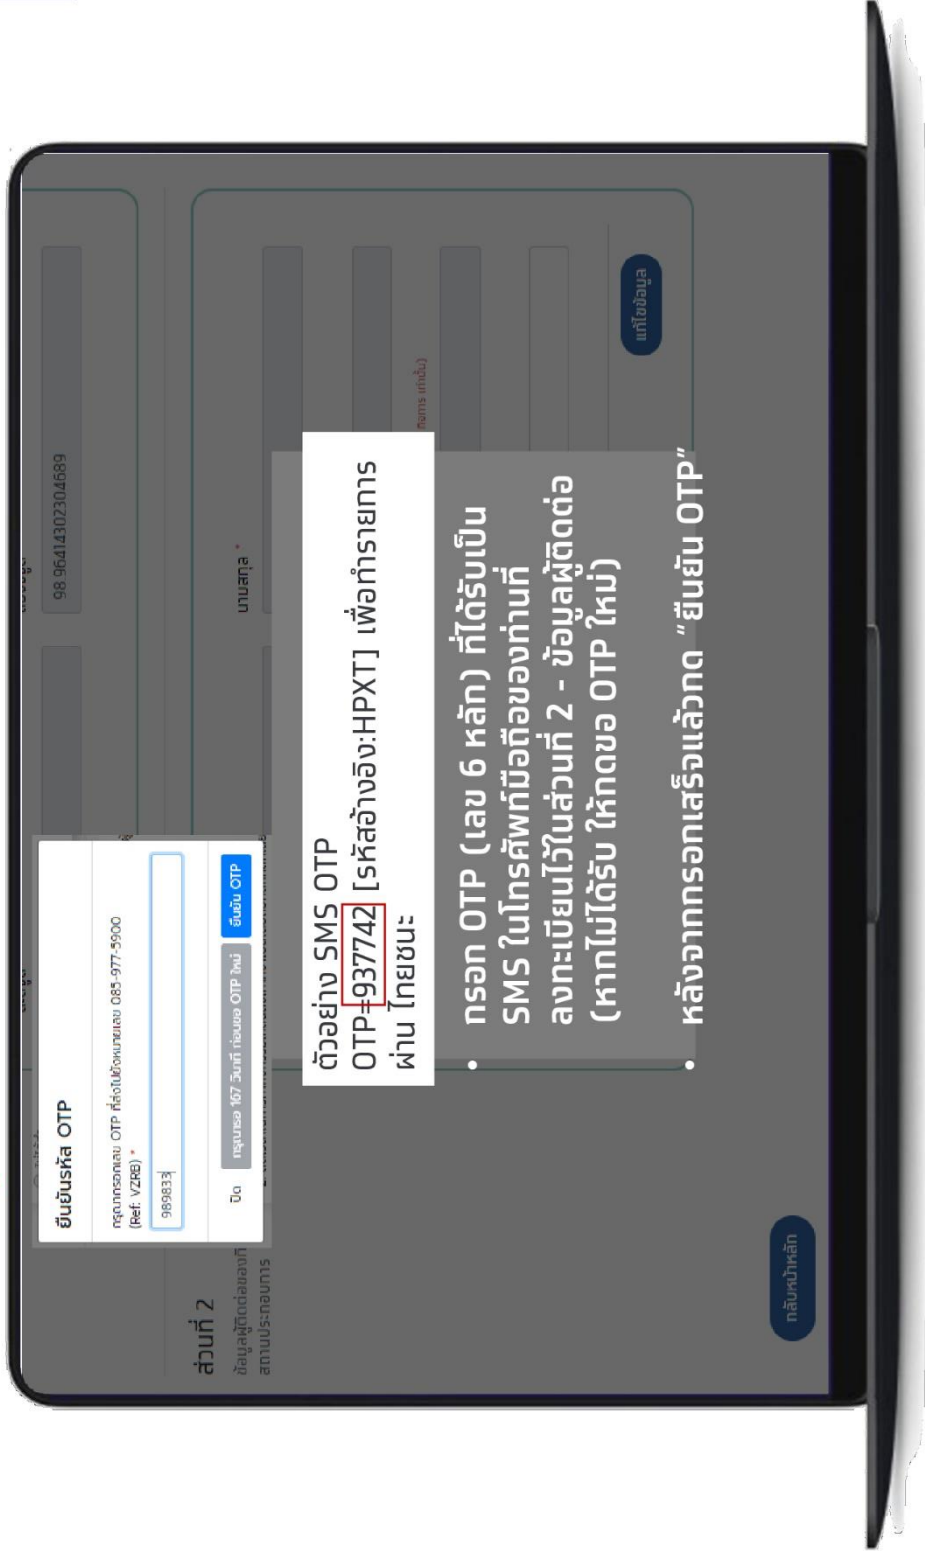 98.96414302304689
ยืนยันรหัส OTP
กรุณากรอกเลข OTP ที่ส่งไปยังหมายเลข 085-977-5900
(Ref: VZRB) *
989833
ปิด
กรุณารอ 167 วินาที ก่อนขอ OTP ใหม่
ยืนยัน OTP
ส่วนที่ 2
ข้อมูลผู้ติดต่อของ
สถานประกอบการ
นามสกุล *
ตัวอย่าง SMS OTP
OTP=937742 [รหัสอ้างอิง:HPXT] เพื่อทำรายการ
ผ่าน ไทยชนะ
กิจการ เท่านั้น)
กรอก OTP (เลข 6 หลัก) ที่ได้รับเป็น
SMS ในโทรศัพท์มือถือของท่านที่
ลงทะเบียนไว้ในส่วนที่ 2 - ข้อมูลผู้ติดต่อ
(หากไม่ได้รับ ให้กดขอ OTP ใหม่)
แก้ไขข้อมูล
หลังจากกรอกเสร็จแล้วกด "ยืนยัน OTP"
กลับหน้าหลัก